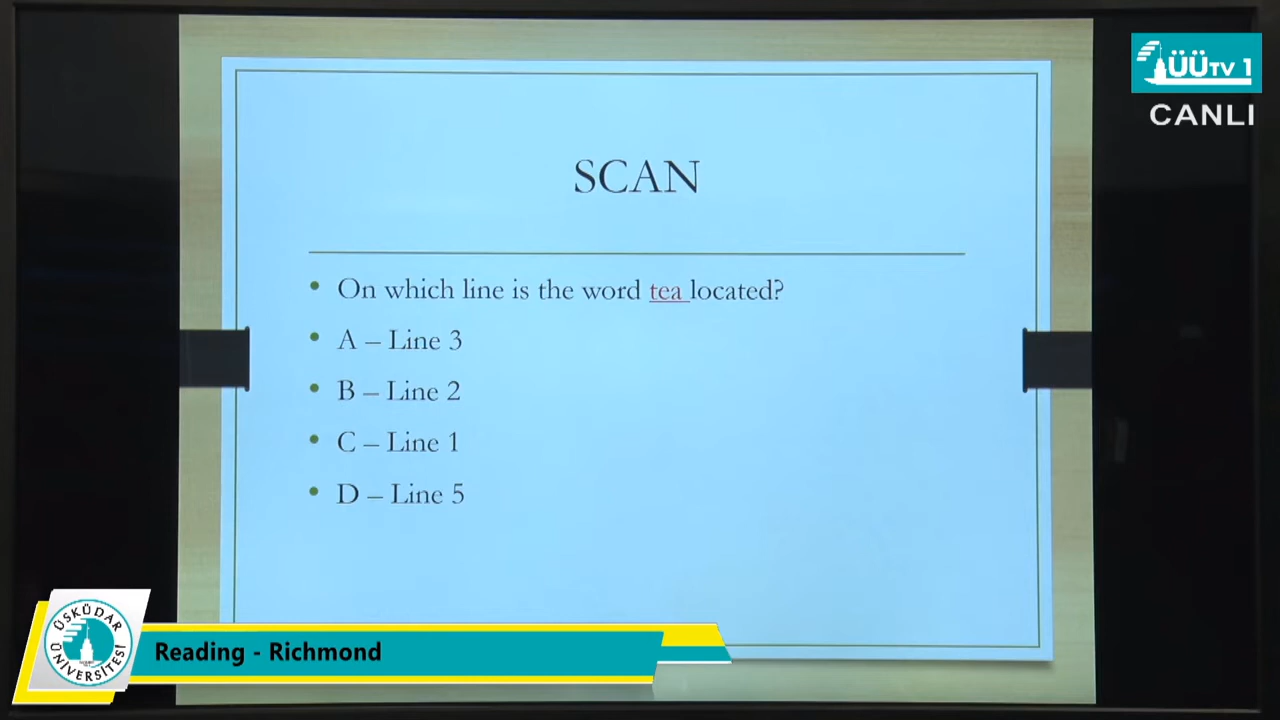 ÜÜTV 1
CANLI
SCAN
• On which line is the word tea located?
• A – Line 3
• B – Line 2
• C – Line 1
• D – Line 5
ÜSKÜDAR
ÜNİVERSİTESİ
Reading - Richmond